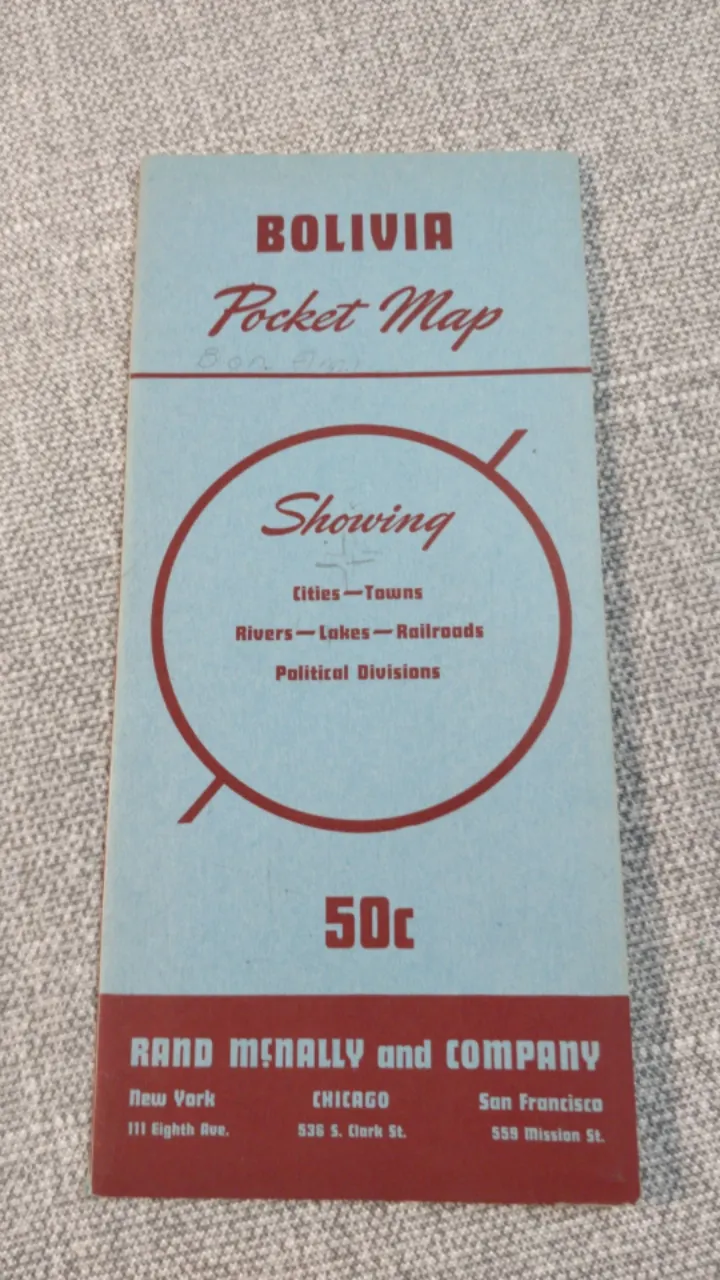 BOLIVIA
Pocket Map
Bon
Showing
Cities—Towns
Rivers—Lakes—Railroads
Political Divisions
50c
RAND McNALLY and COMPANY
New York CHICAGO San Francisco
111 Eighth Ave. 536 S. Clark St. 559 Mission St.